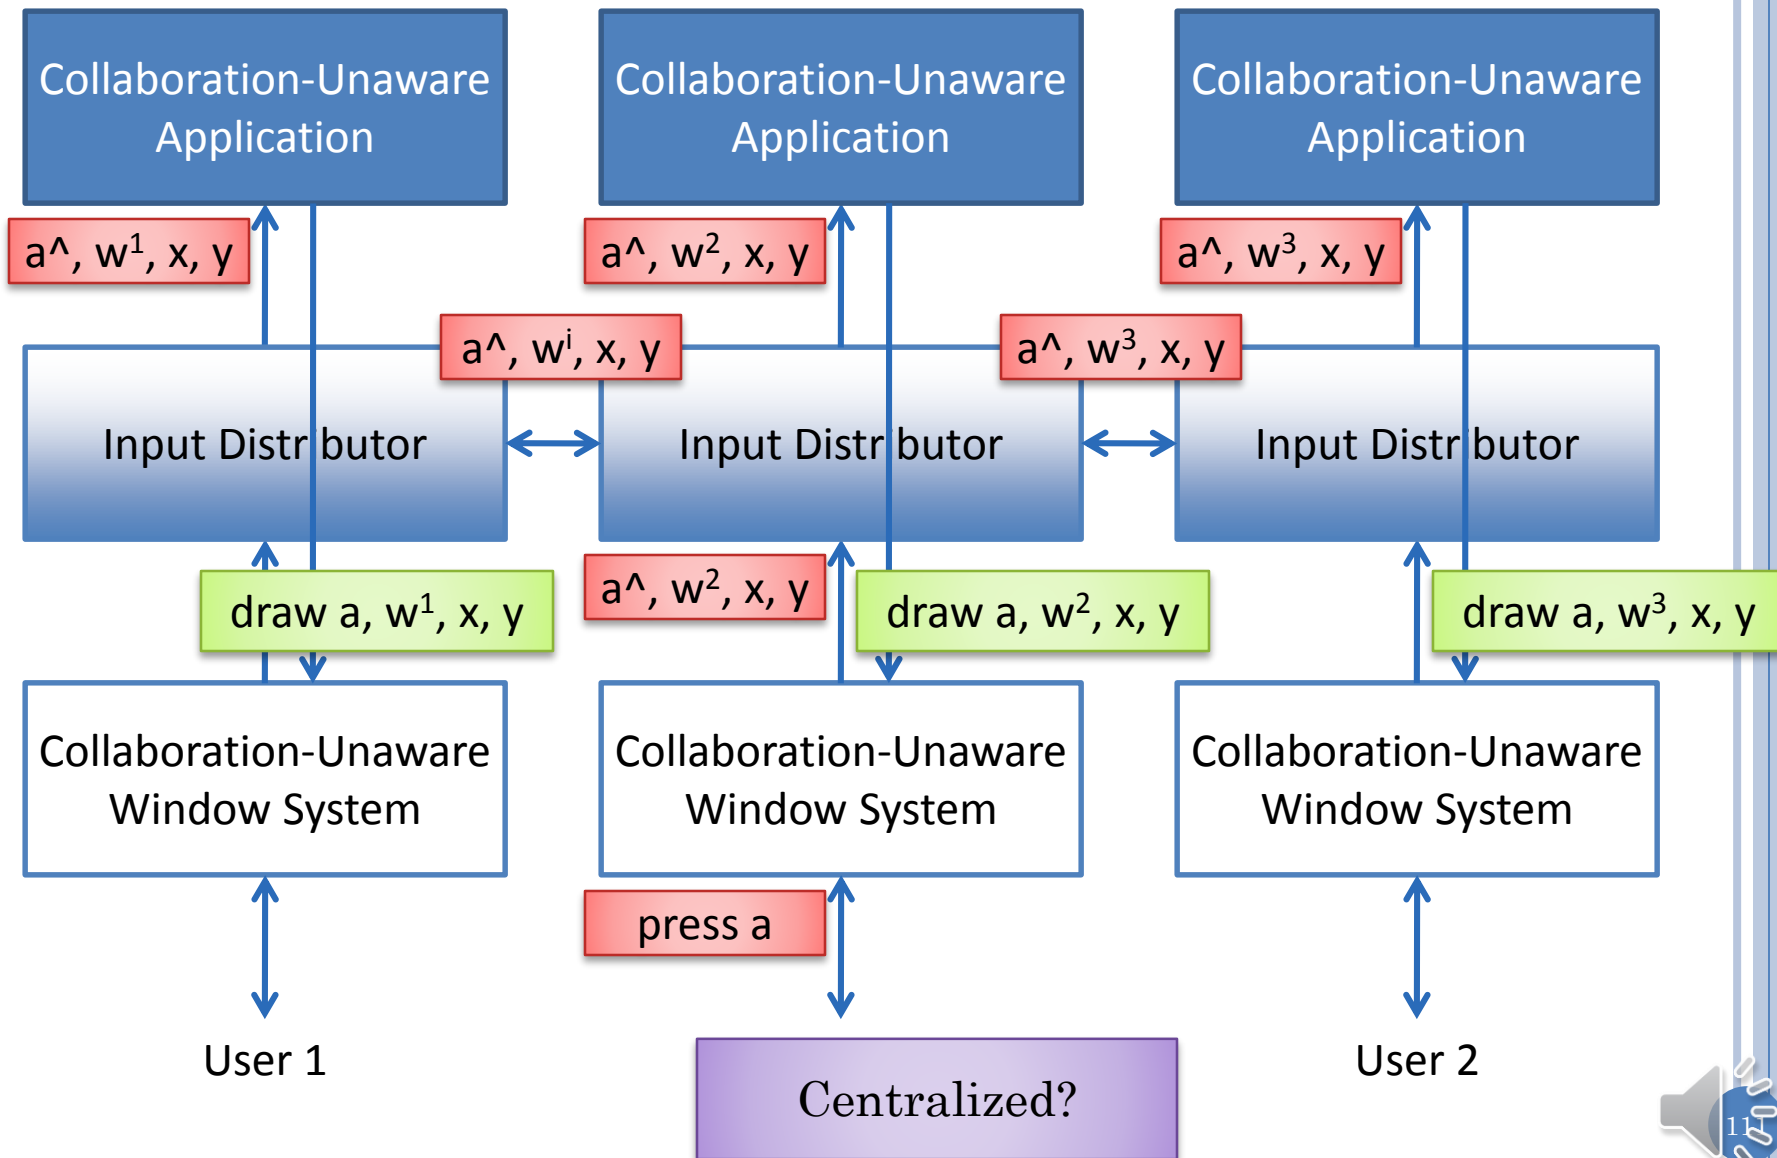 Collaboration-Unaware
Application
Collaboration-Unaware
Application
Collaboration-Unaware
Application
a^, w¹, x, y
a^, w², x, y
a^, w³, x, y
a^, wⁱ, x, y
a^, w³, x, y
Input Distributor
Input Distributor
Input Distributor
draw a, w¹, x, y
a^, w², x, y
draw a, w², x, y
draw a, w³, x, y
Collaboration-Unaware
Window System
Collaboration-Unaware
Window System
Collaboration-Unaware
Window System
press a
User 1
Centralized?
User 2